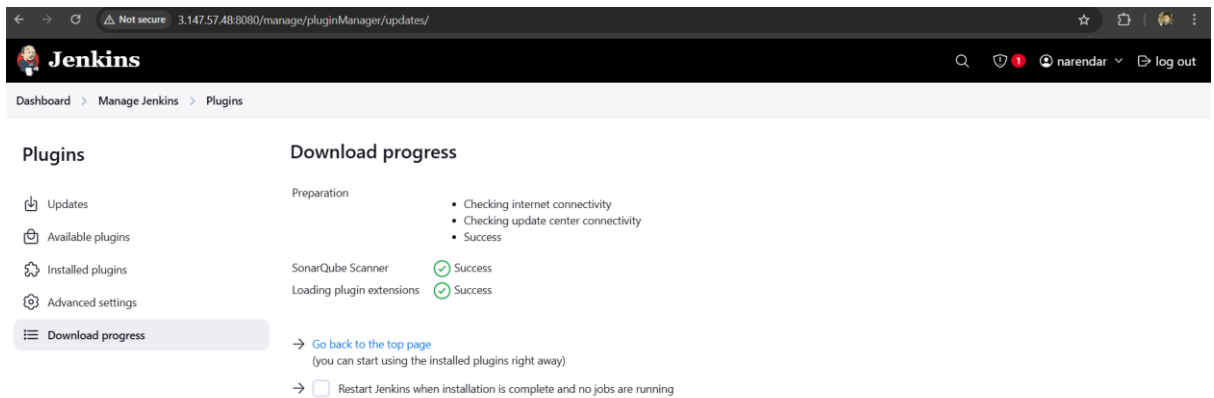 Not secure 3.147.57.48:8080/manage/pluginManager/updates/
Jenkins
1 narendar log out
Dashboard > Manage Jenkins > Plugins
Plugins
Updates
Available plugins
Installed plugins
Advanced settings
Download progress
Download progress
Preparation
• Checking internet connectivity
• Checking update center connectivity
• Success
SonarQube Scanner Success
Loading plugin extensions Success
→ Go back to the top page
(you can start using the installed plugins right away)
→ Restart Jenkins when installation is complete and no jobs are running